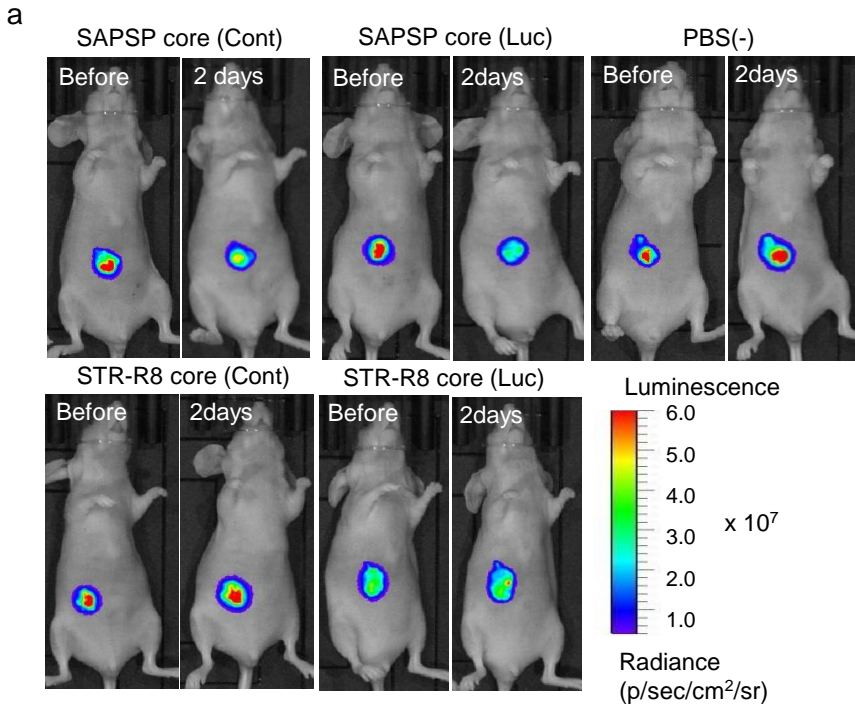 a
SAPSP core (Cont)
SAPSP core (Luc)
PBS(-)
Before
2 days
Before
2days
Before
2days
STR-R8 core (Cont)
STR-R8 core (Luc)
Before
2days
Before
2days
Luminescence
6.0
5.0
4.0
3.0
2.0
1.0
x 10⁷
Radiance
(p/sec/cm²/sr)